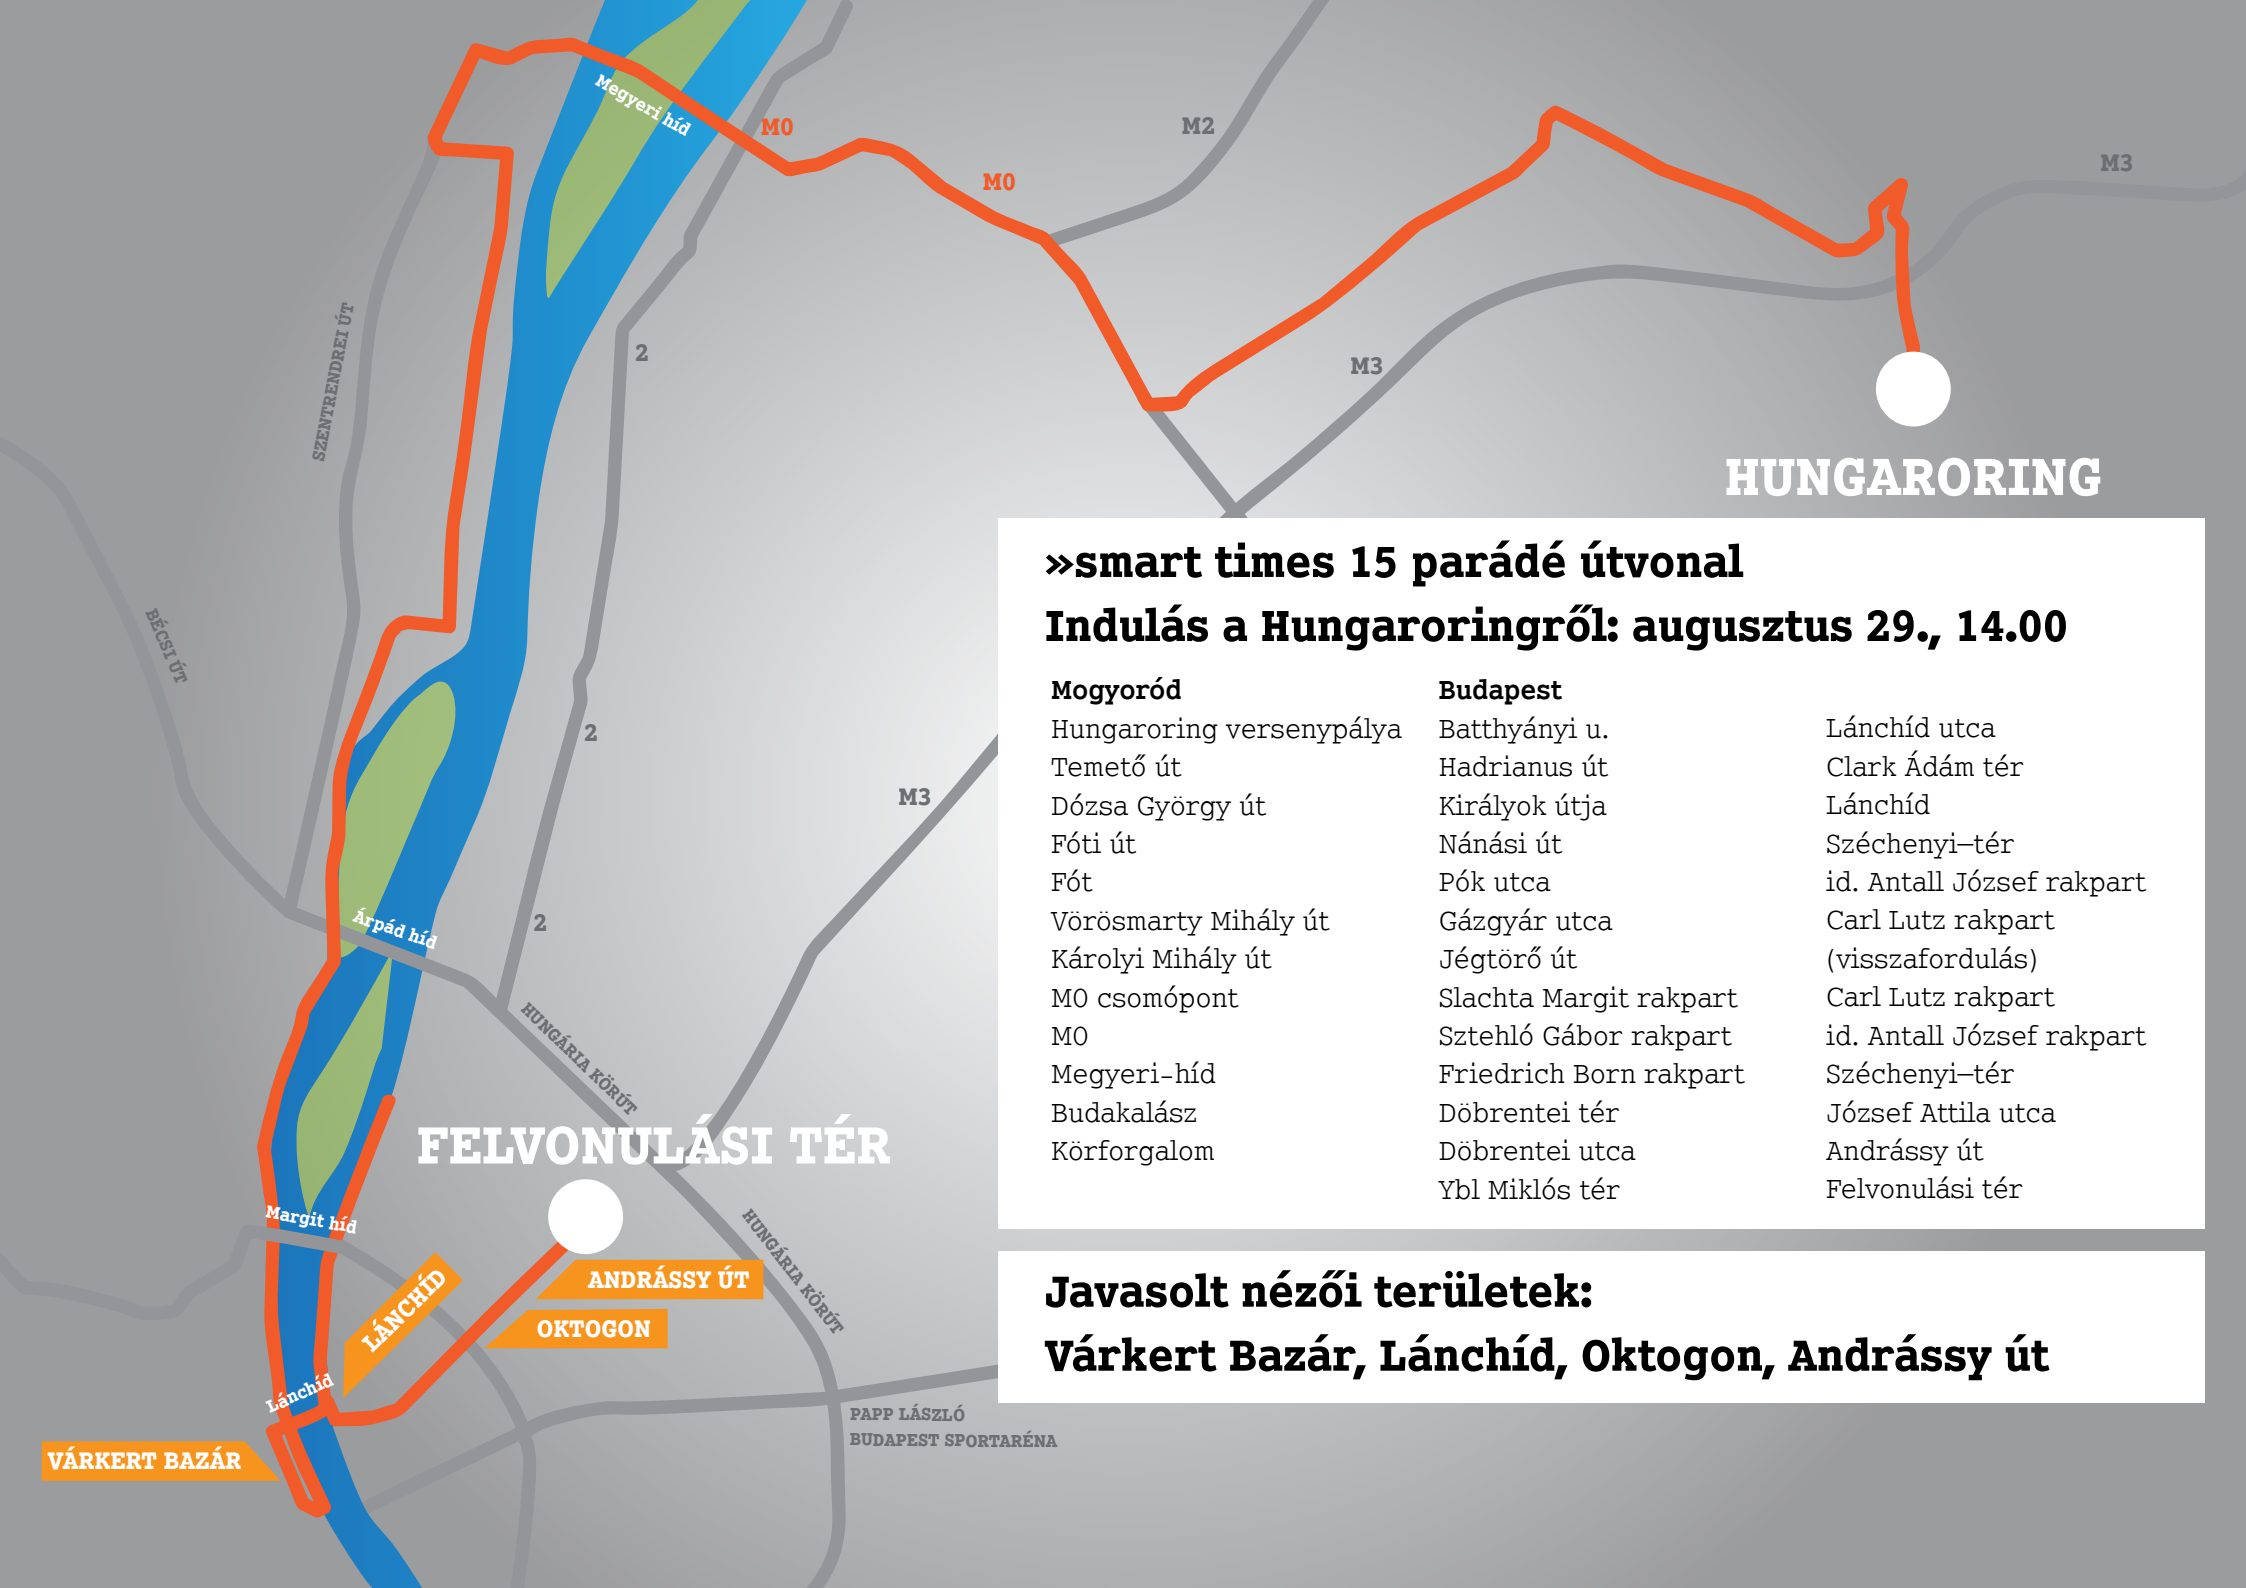 Megyeri híd
M0
M0
M2
M3
SZENTRENDREI ÚT
2
M3
HUNGARORING
BÉCSI ÚT
2
M3
2
Árpád híd
HUNGÁRIA KÖRÚT
FELVONULÁSI TÉR
Margit híd
HUNGÁRIA KÖRÚT
ANDRÁSSY ÚT
LÁNCHÍD
OKTOGON
Lánchíd
VÁRKERT BAZÁR
PAPP LÁSZLÓ
BUDAPEST SPORTARÉNA
»smart times 15 parádé útvonal
Indulás a Hungaroringről: augusztus 29., 14.00
Mogyoród
Hungaroring versenypálya
Temető út
Dózsa György út
Fóti út
Fót
Vörösmarty Mihály út
Károlyi Mihály út
M0 csomópont
M0
Megyeri-híd
Budakalász
Körforgalom
Budapest
Batthyányi u.
Hadrianus út
Királyok útja
Nánási út
Pók utca
Gázgyár utca
Jégtörő út
Slachta Margit rakpart
Sztehló Gábor rakpart
Friedrich Born rakpart
Döbrentei tér
Döbrentei utca
Ybl Miklós tér
Lánchíd utca
Clark Ádám tér
Lánchíd
Széchenyi–tér
id. Antall József rakpart
Carl Lutz rakpart
(visszafordulás)
Carl Lutz rakpart
id. Antall József rakpart
Széchenyi–tér
József Attila utca
Andrássy út
Felvonulási tér
Javasolt nézői területek:
Várkert Bazár, Lánchíd, Oktogon, Andrássy út